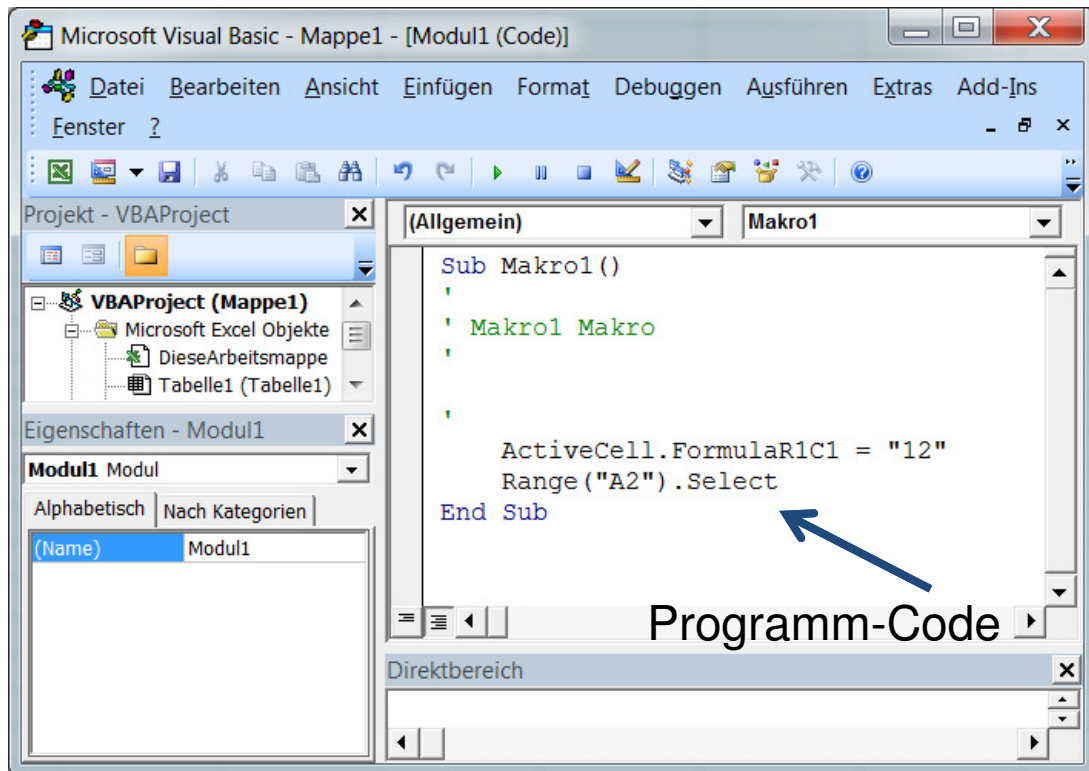 Microsoft Visual Basic - Mappe1 - [Modul1 (Code)]
Datei Bearbeiten Ansicht Einfügen Format Debuggen Ausführen Extras Add-Ins
Fenster ?
Projekt - VBAProject
VBAProject (Mappe1)
Microsoft Excel Objekte
DieseArbeitsmappe
Tabelle1 (Tabelle1)
Eigenschaften - Modul1
Modul1 Modul
Alphabetisch Nach Kategorien
(Name) Modul1
(Allgemein) Makro1
Sub Makro1()
'
' Makro1 Makro
'
'
ActiveCell.FormulaR1C1 = "12"
Range("A2").Select
End Sub
Programm-Code
Direktbereich